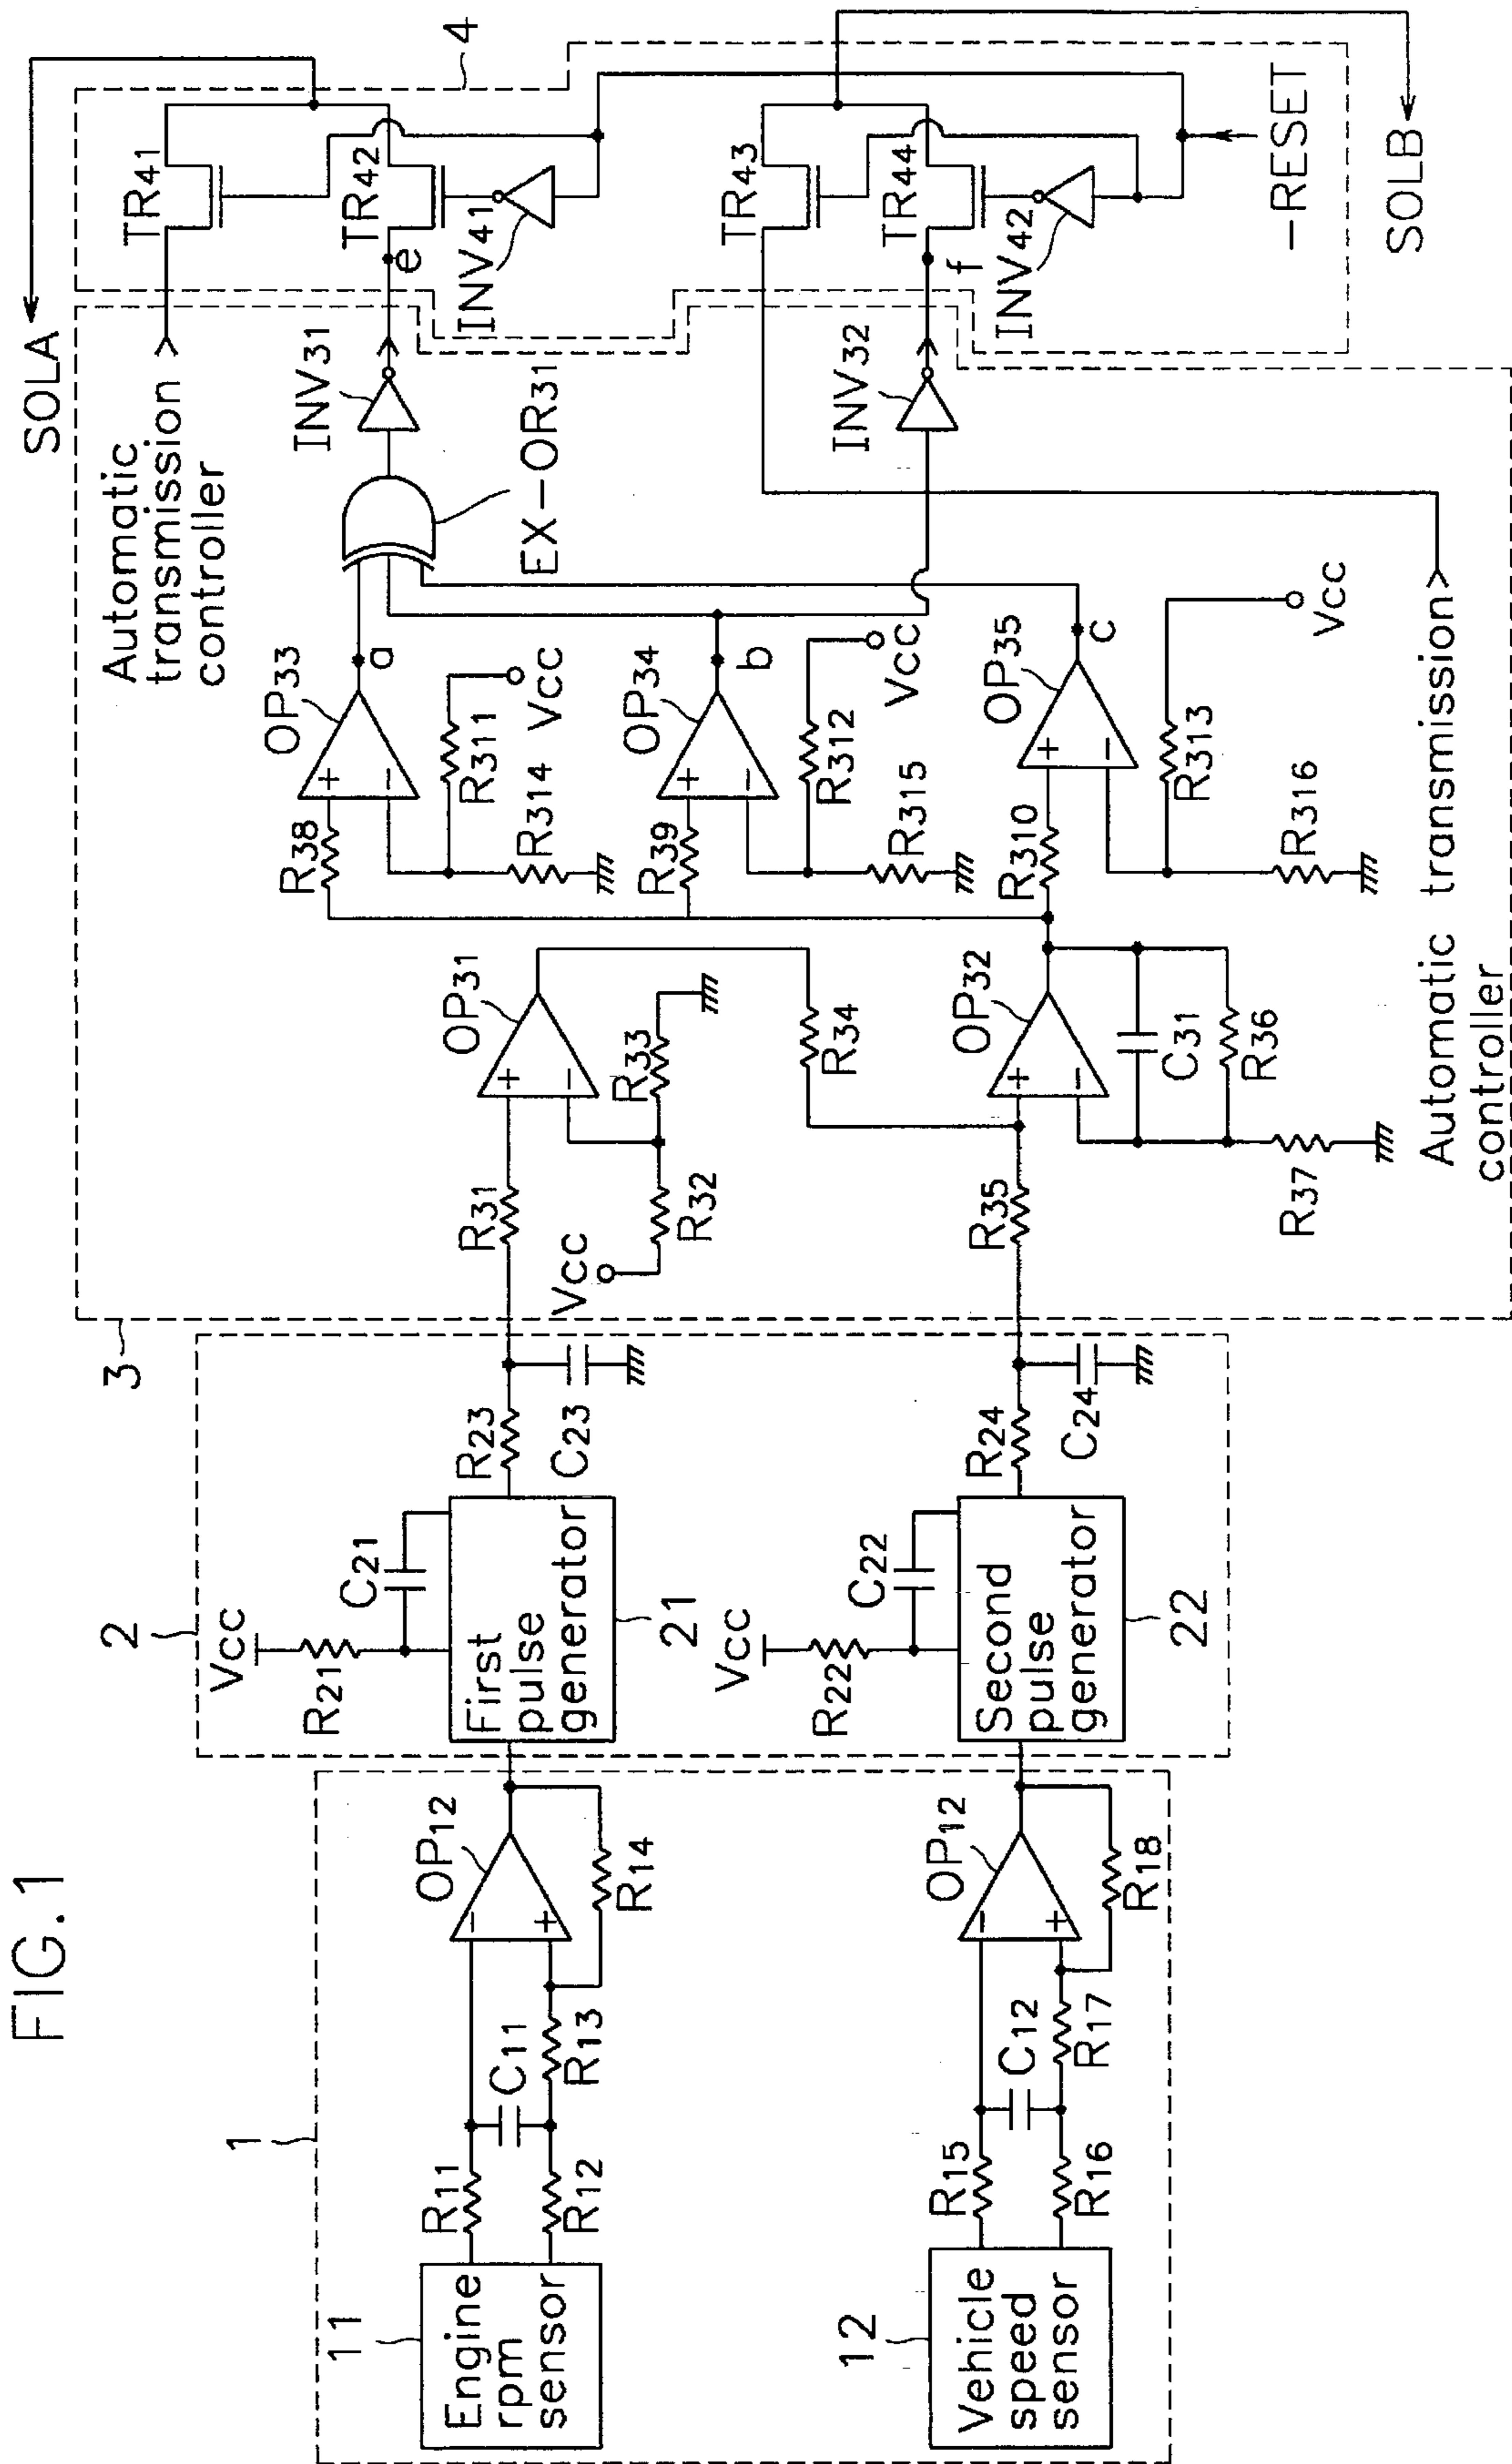 FIG. 1
1
11
Engine
rpm
sensor
R11
R12
C11
R13
OP12
-
+
R14
12
Vehicle
speed
sensor
R15
R16
C12
R17
OP12
-
+
R18
2
Vcc
R21
C21
First
pulse
generator
21
R23
C23
Vcc
R22
C22
Second
pulse
generator
22
R24
C24
3
R31
Vcc
R32
R33
OP31
+
-
R34
R35
OP32
+
-
C31
R36
R37
R38
OP33
+
-
a
R311
Vcc
R314
R39
OP34
+
-
b
R312
Vcc
R315
R310
OP35
+
-
c
R313
Vcc
R316
EX-OR31
INV31
INV32
Automatic
transmission
controller
Automatic transmission
controller
4
SOLA
TR41
TR42
e
INV41
TR43
TR44
f
INV42
-RESET
SOLB